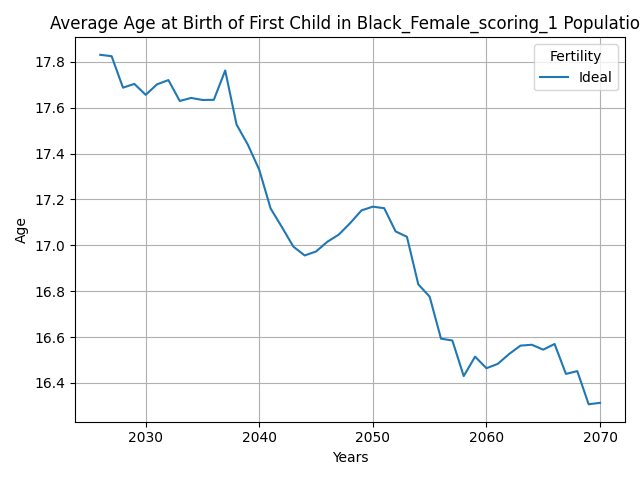 Average Age at Birth of First Child in Black_Female_scoring_1 Populatio
Fertility
Ideal
Age
17.8
17.6
17.4
17.2
17.0
16.8
16.6
16.4
2030 2040 2050 2060 2070
Years